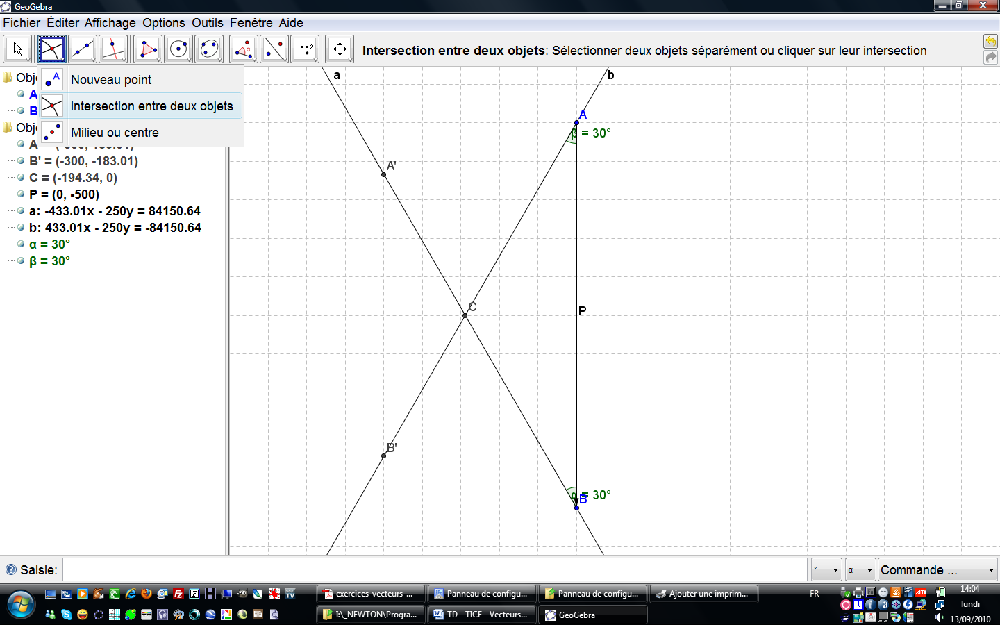 GeoGebra
Fichier Éditer Affichage Options Outils Fenêtre Aide
a = 2
Intersection entre deux objets: Sélectionner deux objets séparément ou cliquer sur leur intersection
Nouveau point
Intersection entre deux objets
Milieu ou centre
Obj
A
B
Obj
B' = (-300, -183.01)
C = (-194.34, 0)
P = (0, -500)
a: -433.01x - 250y = 84150.64
b: 433.01x - 250y = -84150.64
α = 30°
β = 30°
a
b
A
β = 30°
A'
C
P
B'
α = 30°
B
Saisie:
²
α
Commande ...
exercices-vecteurs-...
Panneau de configu...
Panneau de configu...
Ajouter une imprim...
FR
14:04
I:\_NEWTON\Progra...
TD - TICE - Vecteurs...
GeoGebra
lundi
13/09/2010